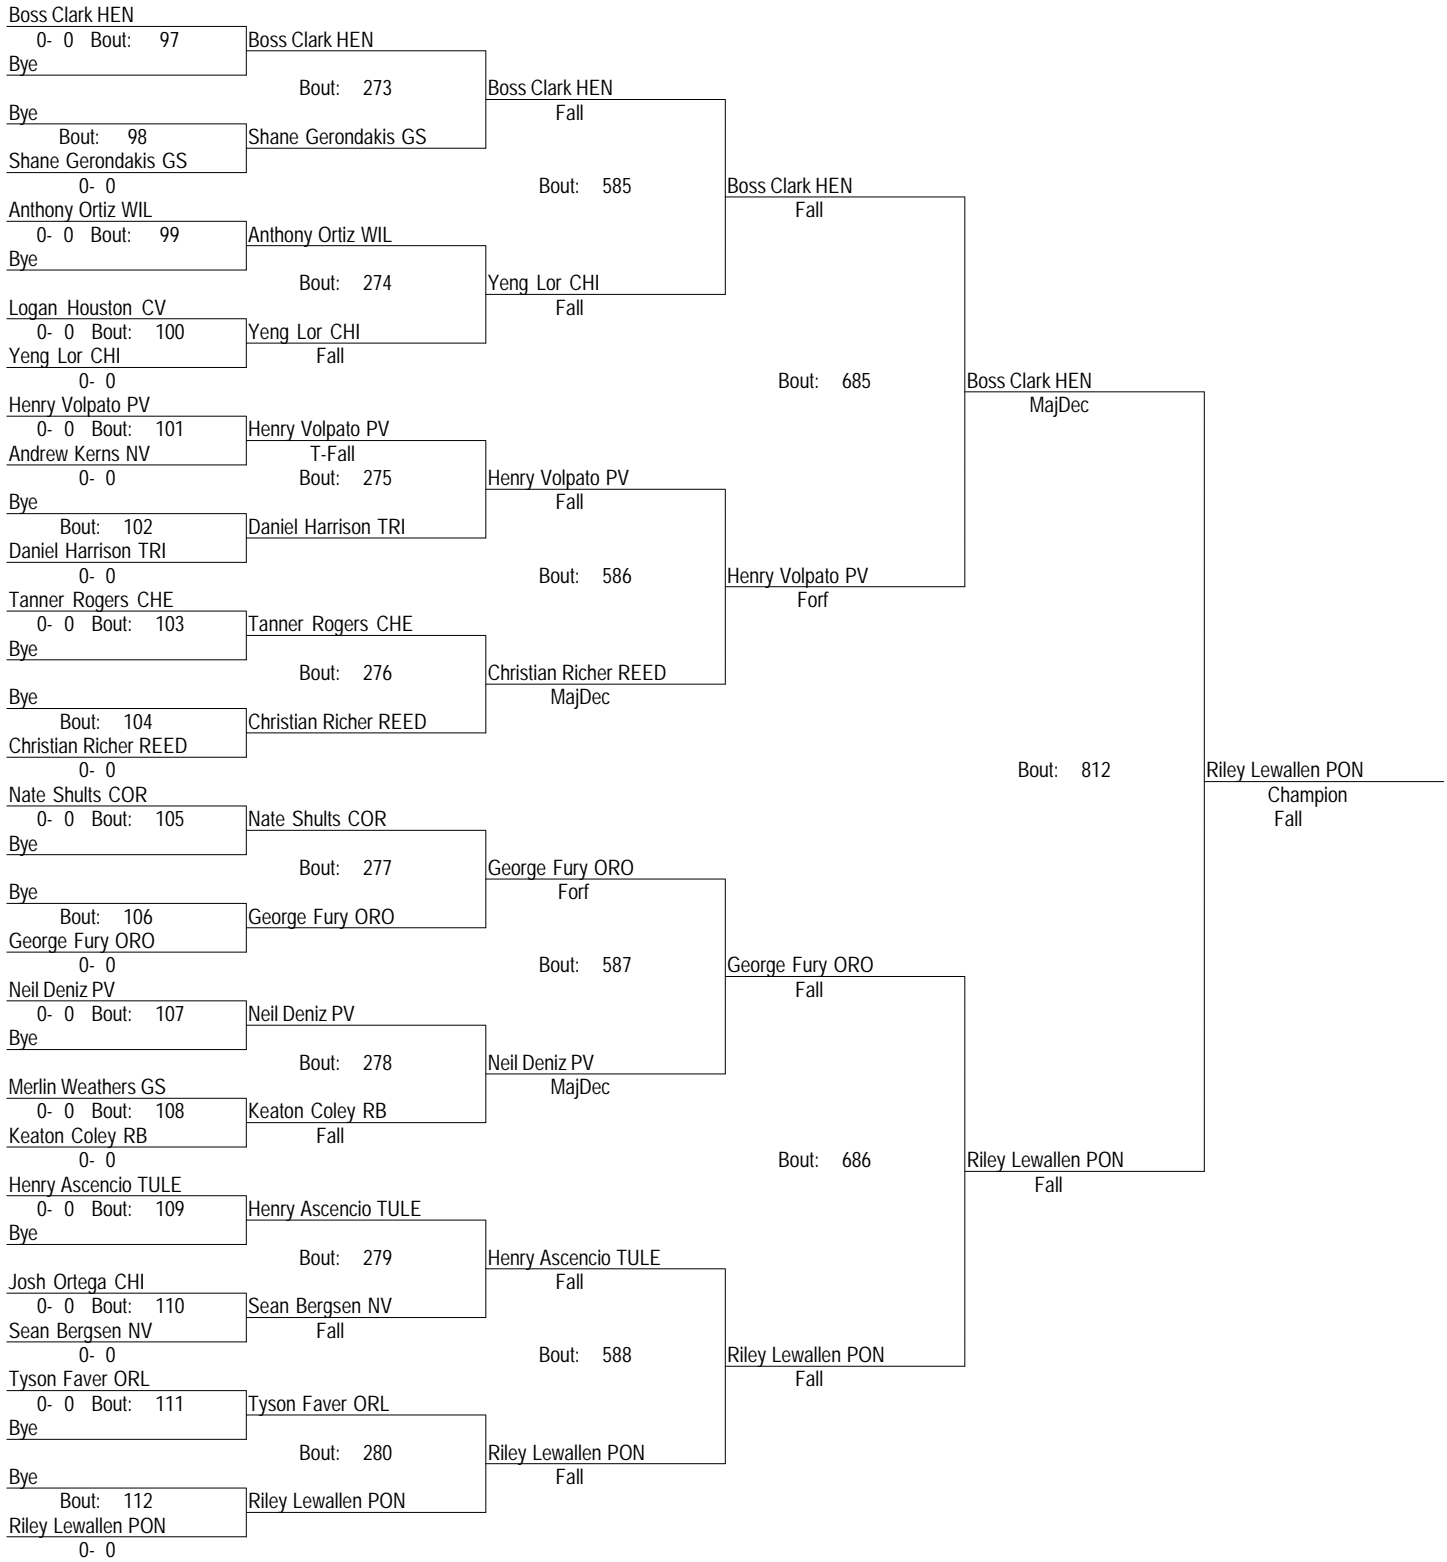 Boss Clark HEN
0- 0 Bout: 97 Boss Clark HEN
Bye
Bout: 273 Boss Clark HEN
Bye Fall
Bout: 98 Shane Gerondakis GS
Shane Gerondakis GS
0- 0 Bout: 585 Boss Clark HEN
Anthony Ortiz WIL Fall
0- 0 Bout: 99 Anthony Ortiz WIL
Bye
Bout: 274 Yeng Lor CHI
Logan Houston CV Fall
0- 0 Bout: 100 Yeng Lor CHI
Yeng Lor CHI Fall
0- 0 Bout: 685 Boss Clark HEN
Henry Volpato PV MajDec
0- 0 Bout: 101 Henry Volpato PV
Andrew Kerns NV T-Fall
0- 0 Bout: 275 Henry Volpato PV
Bye Fall
Bout: 102 Daniel Harrison TRI
Daniel Harrison TRI
0- 0 Bout: 586 Henry Volpato PV
Tanner Rogers CHE Forf
0- 0 Bout: 103 Tanner Rogers CHE
Bye
Bout: 276 Christian Richer REED
Bye MajDec
Bout: 104 Christian Richer REED
Christian Richer REED
0- 0 Bout: 812 Riley Lewallen PON
Nate Shults COR Champion
0- 0 Bout: 105 Nate Shults COR Fall
Bye
Bout: 277 George Fury ORO
Bye Forf
Bout: 106 George Fury ORO
George Fury ORO
0- 0 Bout: 587 George Fury ORO
Neil Deniz PV Fall
0- 0 Bout: 107 Neil Deniz PV
Bye
Bout: 278 Neil Deniz PV
Merlin Weathers GS MajDec
0- 0 Bout: 108 Keaton Coley RB
Keaton Coley RB Fall
0- 0 Bout: 686 Riley Lewallen PON
Henry Ascencio TULE Fall
0- 0 Bout: 109 Henry Ascencio TULE
Bye
Bout: 279 Henry Ascencio TULE
Josh Ortega CHI Fall
0- 0 Bout: 110 Sean Bergsen NV
Sean Bergsen NV Fall
0- 0 Bout: 588 Riley Lewallen PON
Tyson Faver ORL Fall
0- 0 Bout: 111 Tyson Faver ORL
Bye
Bout: 280 Riley Lewallen PON
Bye Fall
Bout: 112 Riley Lewallen PON
Riley Lewallen PON
0- 0